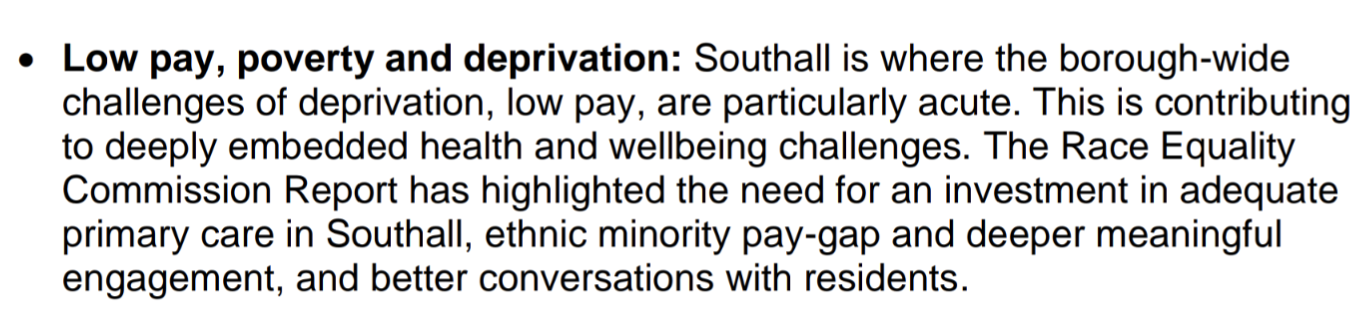 • Low pay, poverty and deprivation: Southall is where the borough-wide
challenges of deprivation, low pay, are particularly acute. This is contributing
to deeply embedded health and wellbeing challenges. The Race Equality
Commission Report has highlighted the need for an investment in adequate
primary care in Southall, ethnic minority pay-gap and deeper meaningful
engagement, and better conversations with residents.